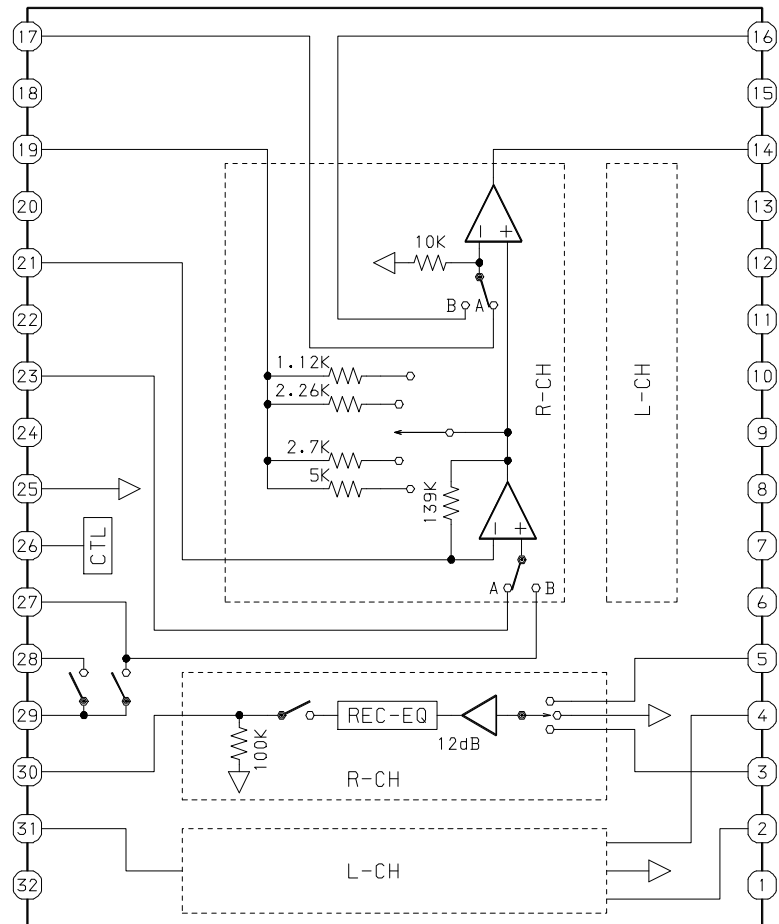 17
16
18
15
19
14
20
13
− +
10K
21
12
B A
22
11
1.12K
23
10
2.26K
R-CH
L-CH
24
9
2.7K
25
8
5K
139K
− +
26
CTL
7
A B
27
6
28
5
29
REC-EQ
4
12dB
100K
30
3
R-CH
31
2
L-CH
32
1